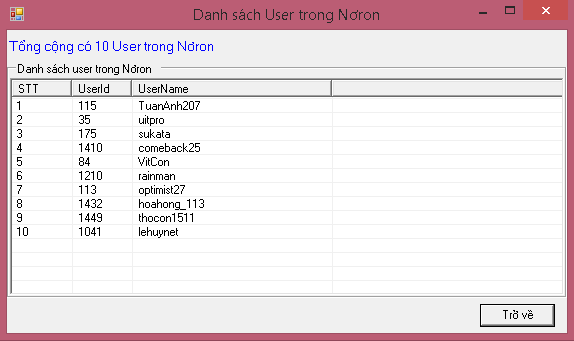 Danh sách User trong Nơron
Tổng cộng có 10 User trong Nơron
Danh sách user trong Nơron
STT UserId UserName
1 115 TuanAnh207
2 35 uitpro
3 175 sukata
4 1410 comeback25
5 84 VitCon
6 1210 rainman
7 113 optimist27
8 1432 hoahong_113
9 1449 thocon1511
10 1041 lehuynet
Trở về